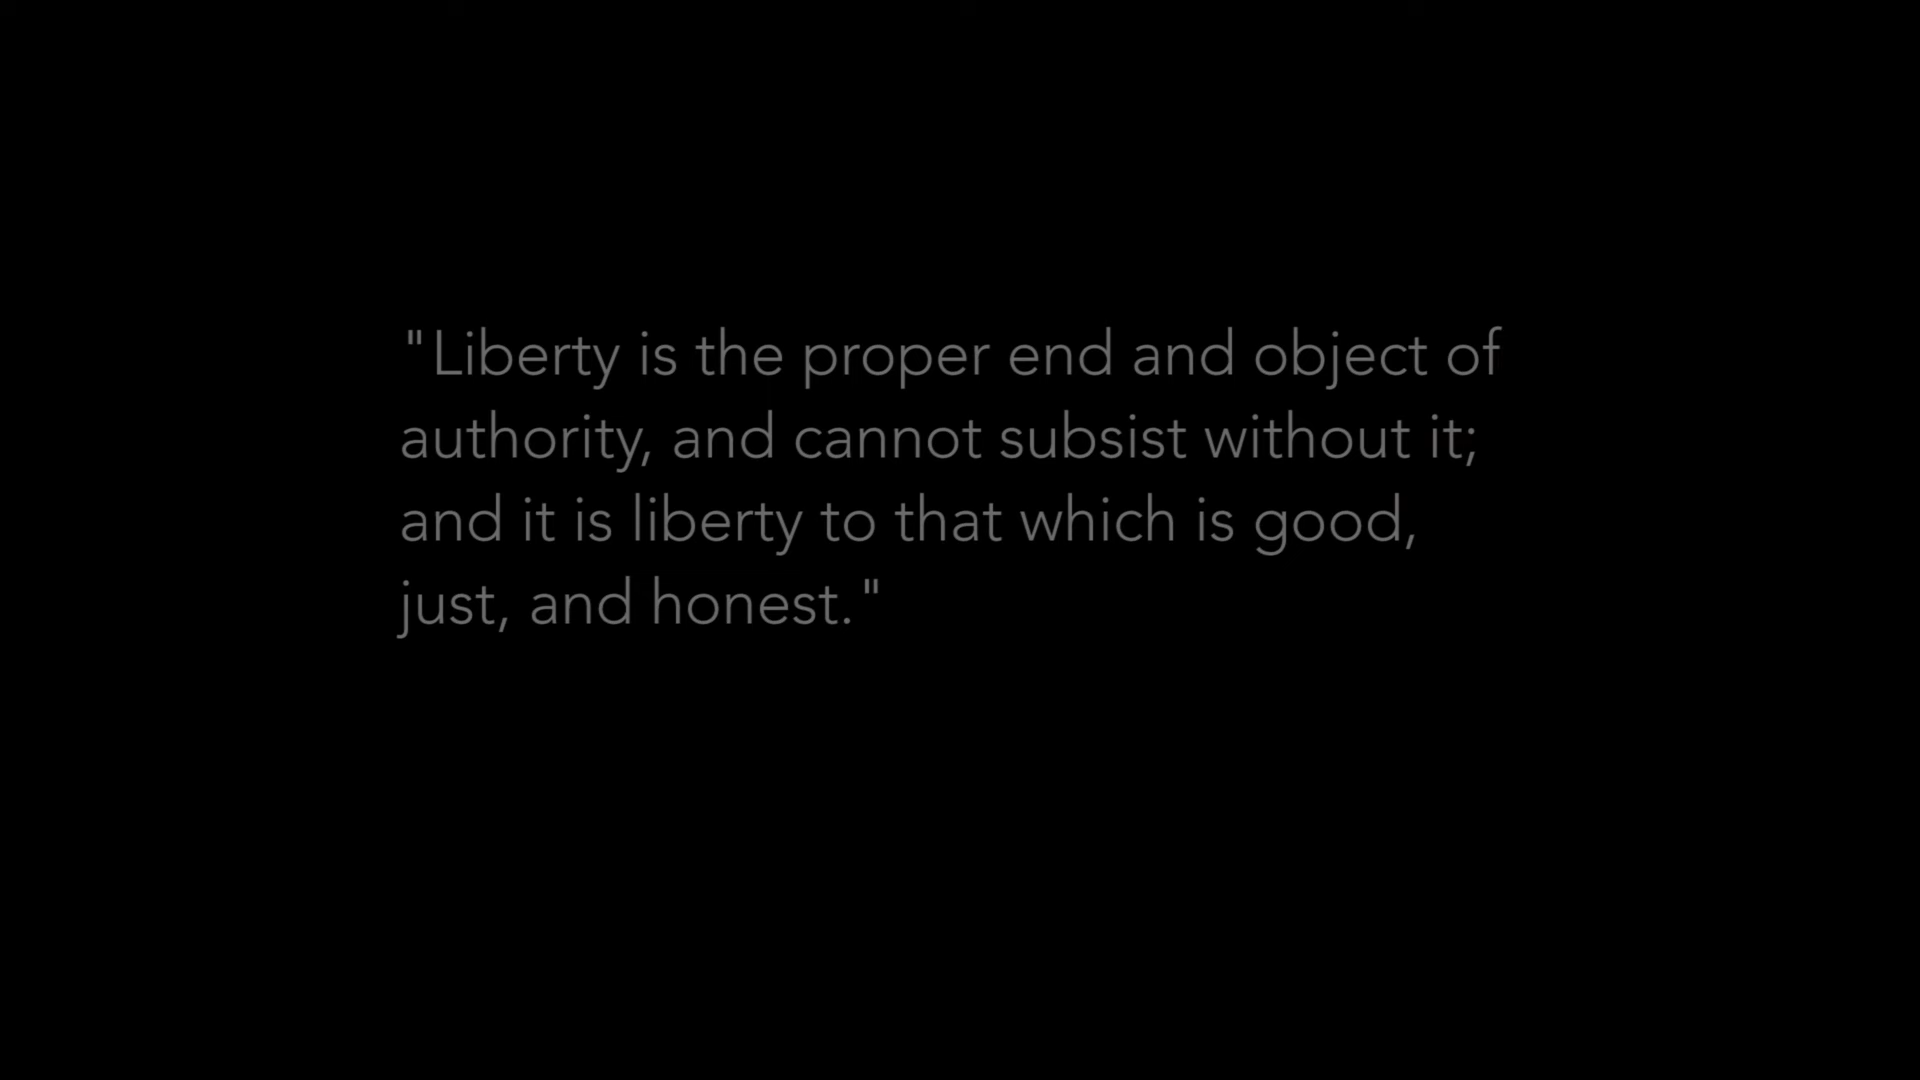 "Liberty is the proper end and object of
authority, and cannot subsist without it;
and it is liberty to that which is good,
just, and honest."